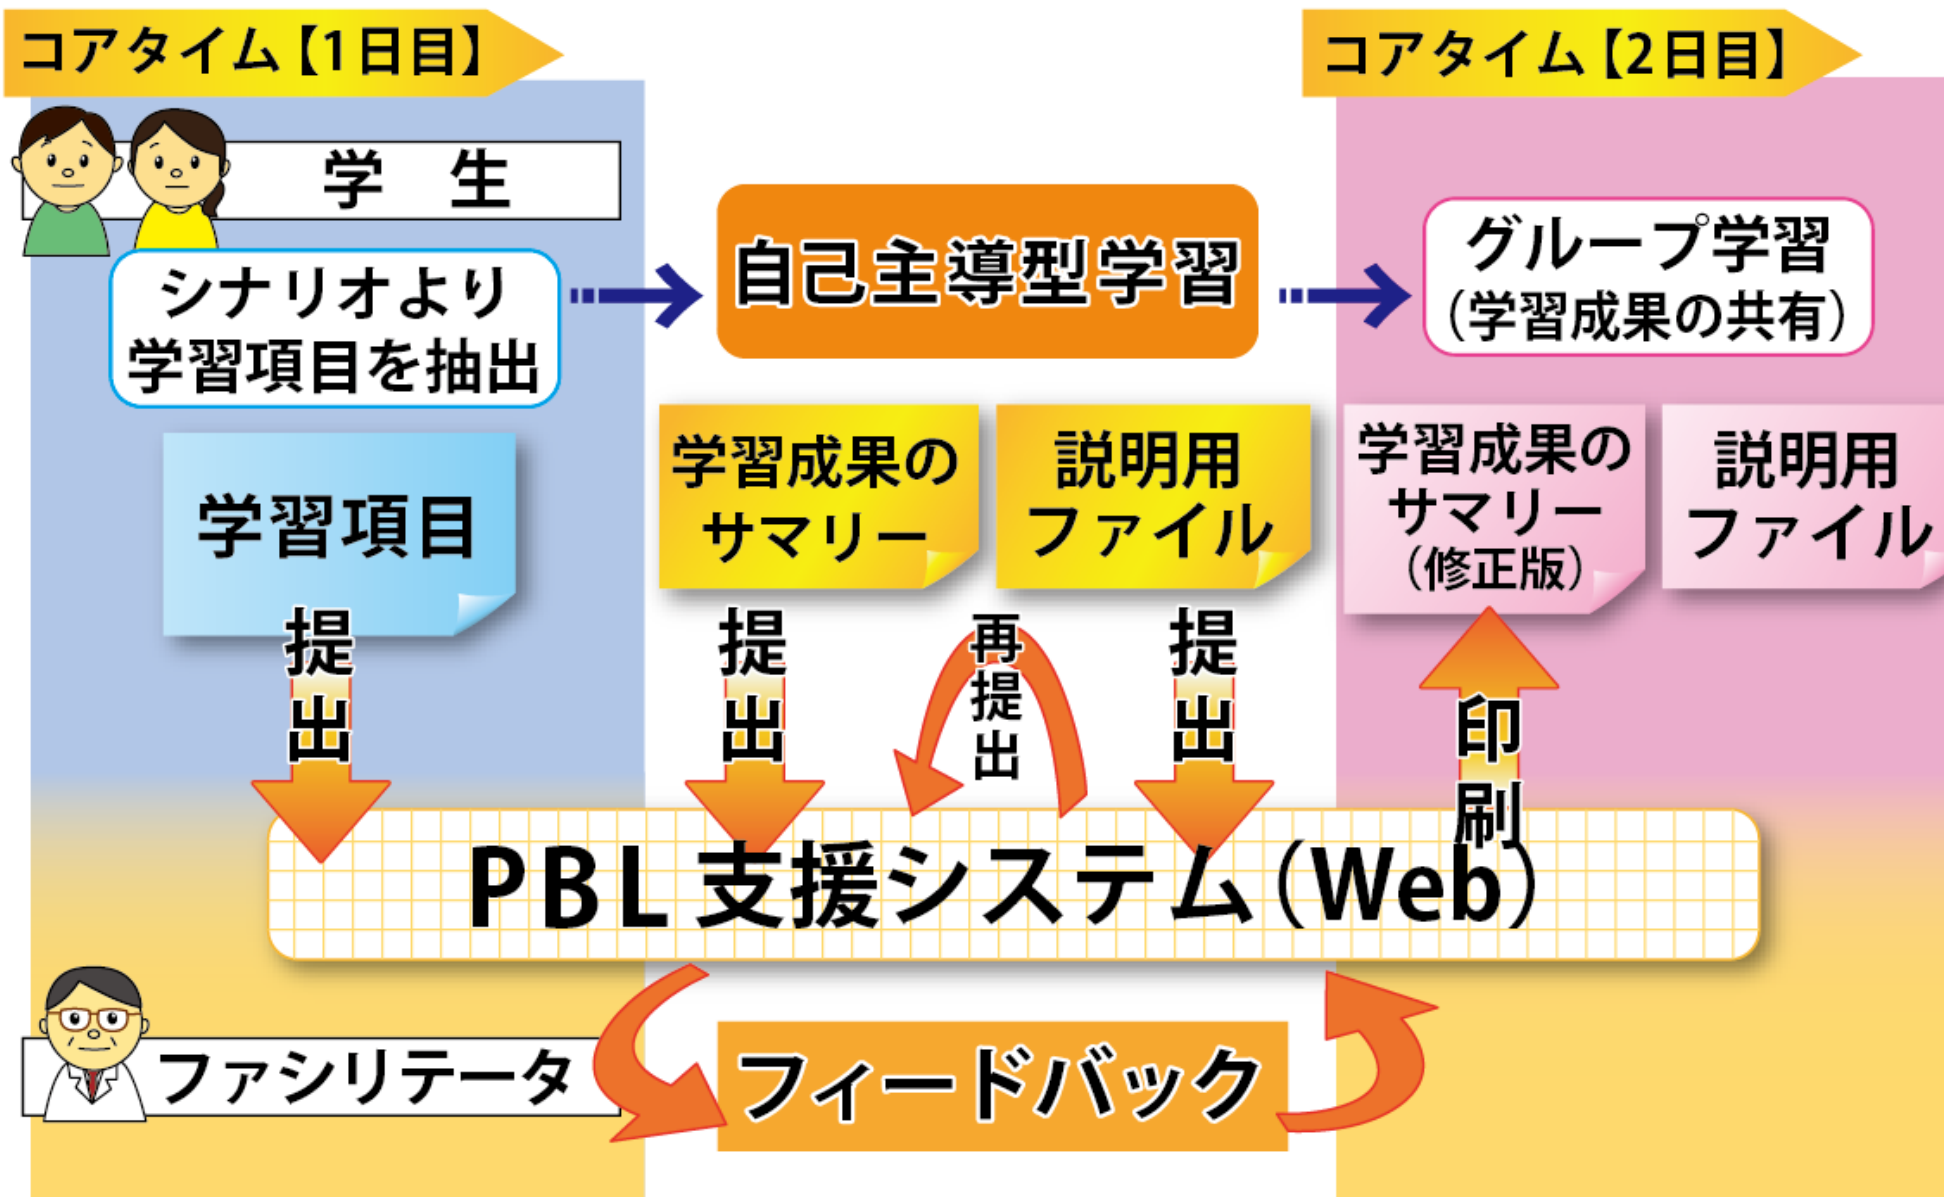 コアタイム【1日目】
コアタイム【2日目】
学 生
シナリオより
学習項目を抽出
自己主導型学習
グループ学習
（学習成果の共有）
学習項目
学習成果の
サマリー
説明用
ファイル
学習成果の
サマリー
（修正版）
説明用
ファイル
提出
提出
再提出
提出
印刷
PBL支援システム（Web）
ファシリテータ
フィードバック